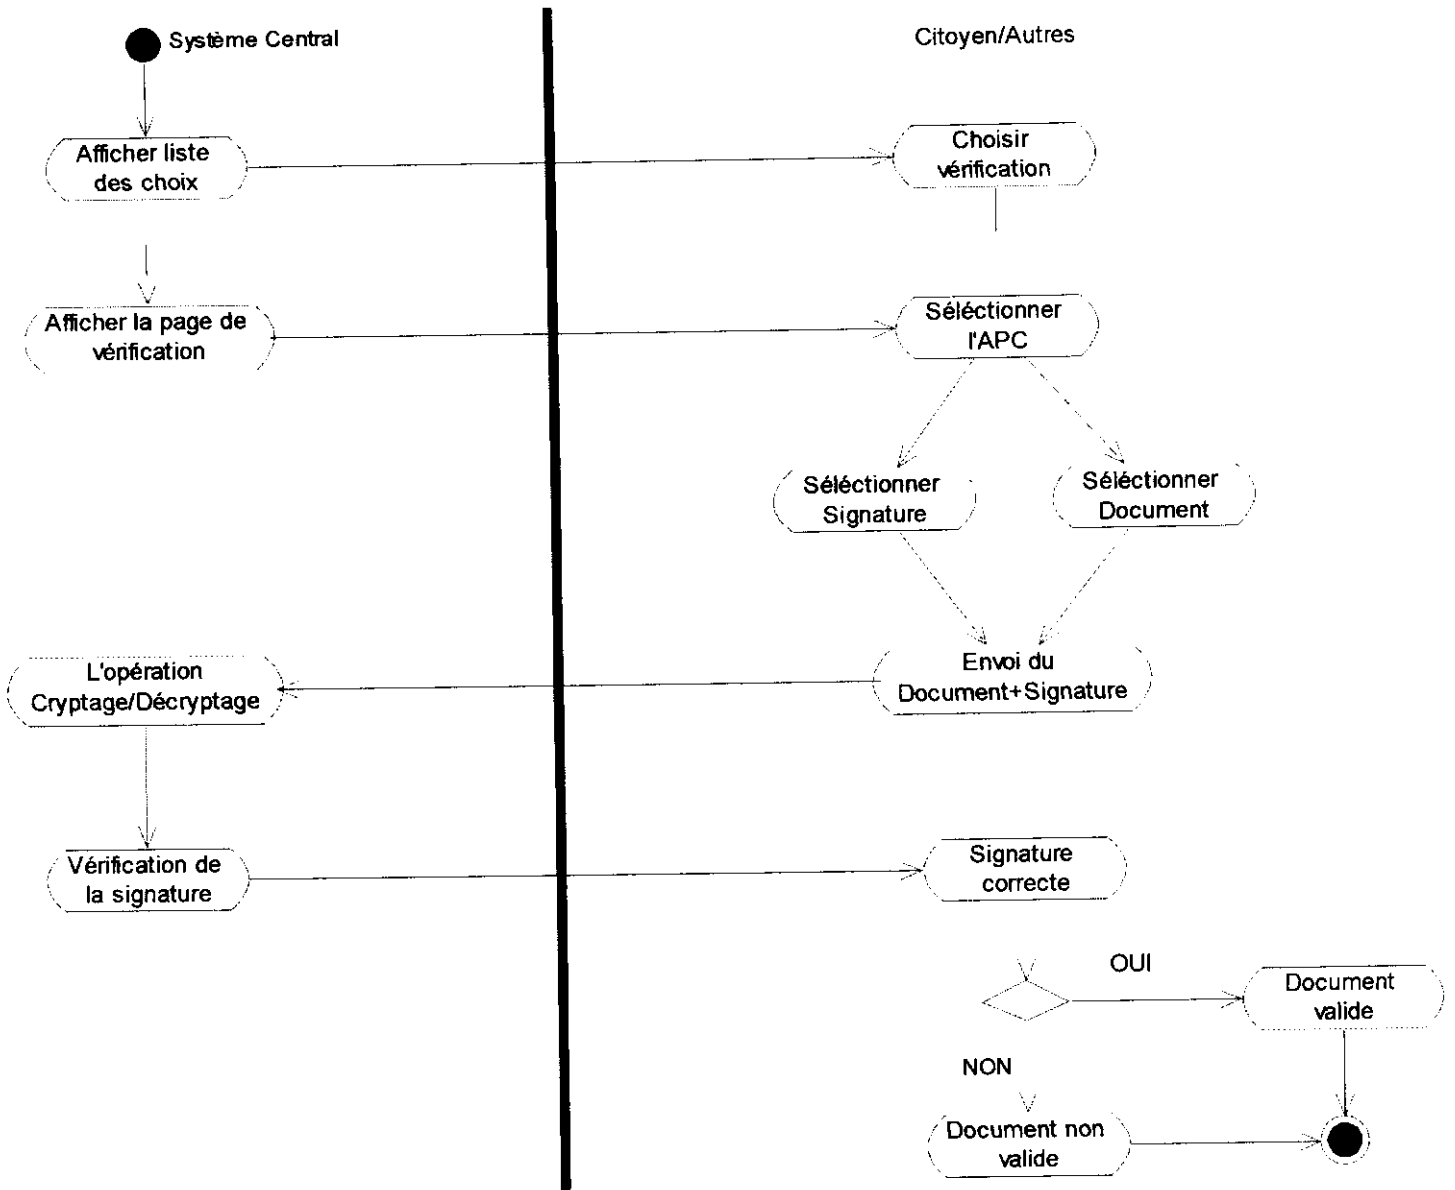 Système Central
Citoyen/Autres
Afficher liste
des choix
Choisir
vérification
Afficher la page de
vérification
Séléctionner
l'APC
Séléctionner
Signature
Séléctionner
Document
L'opération
Cryptage/Décryptage
Envoi du
Document+Signature
Vérification de
la signature
Signature
correcte
OUI
Document
valide
NON
Document non
valide